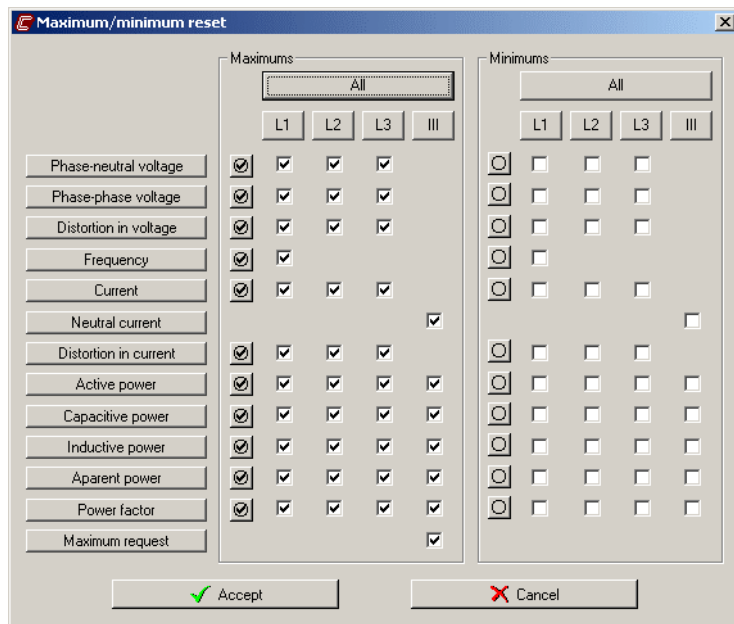 Maximum/minimum reset
Maximums
Minimums
All
All
L1 L2 L3 III
L1 L2 L3 III
Phase-neutral voltage
Phase-phase voltage
Distortion in voltage
Frequency
Current
Neutral current
Distortion in current
Active power
Capacitive power
Inductive power
Aparent power
Power factor
Maximum request
Accept
Cancel